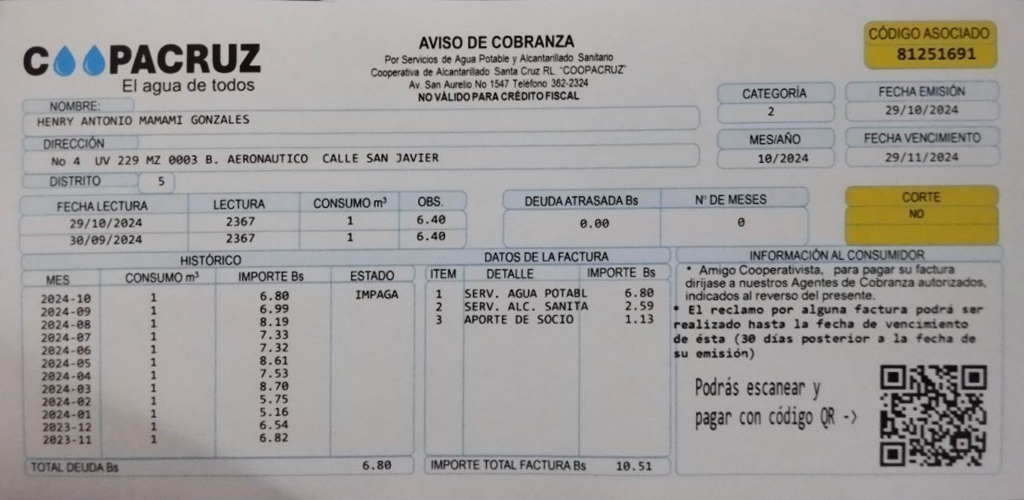 COOPACRUZ
El agua de todos
AVISO DE COBRANZA
Por Servicios de Agua Potable y Alcantarillado Sanitario
Cooperativa de Alcantarillado Santa Cruz RL. "COOPACRUZ"
Av. San Aurelio No 1547 Teléfono 362-2324
NO VÁLIDO PARA CRÉDITO FISCAL
CÓDIGO ASOCIADO
81251691
NOMBRE:
HENRY ANTONIO MAMAMI GONZALES
CATEGORÍA
2
FECHA EMISIÓN
29/10/2024
DIRECCIÓN
No 4 UV 229 MZ 0003 B. AERONAUTICO CALLE SAN JAVIER
MES/AÑO
10/2024
FECHA VENCIMIENTO
29/11/2024
DISTRITO 5
FECHA LECTURA LECTURA CONSUMO m³ OBS.
29/10/2024 2367 1 6.40
30/09/2024 2367 1 6.40
DEUDA ATRASADA Bs N° DE MESES
0.00 0
CORTE
NO
HISTÓRICO
MES CONSUMO m³ IMPORTE Bs ESTADO
2024-10 1 6.80 IMPAGA
2024-09 1 6.99
2024-08 1 8.19
2024-07 1 7.33
2024-06 1 7.32
2024-05 1 8.61
2024-04 1 7.53
2024-03 1 8.70
2024-02 1 5.75
2024-01 1 5.16
2023-12 1 6.54
2023-11 1 6.82
TOTAL DEUDA Bs 6.80
DATOS DE LA FACTURA
ITEM DETALLE IMPORTE Bs
1 SERV. AGUA POTABL 6.80
2 SERV. ALC. SANITA 2.59
3 APORTE DE SOCIO 1.13
IMPORTE TOTAL FACTURA Bs 10.51
INFORMACIÓN AL CONSUMIDOR
* Amigo Cooperativista, para pagar su factura
dirijase a nuestros Agentes de Cobranza autorizados,
indicados al reverso del presente.
* El reclamo por alguna factura podrá ser
realizado hasta la fecha de vencimiento
de ésta (30 días posterior a la fecha de
su emisión)
Podrás escanear y
pagar con código QR ->